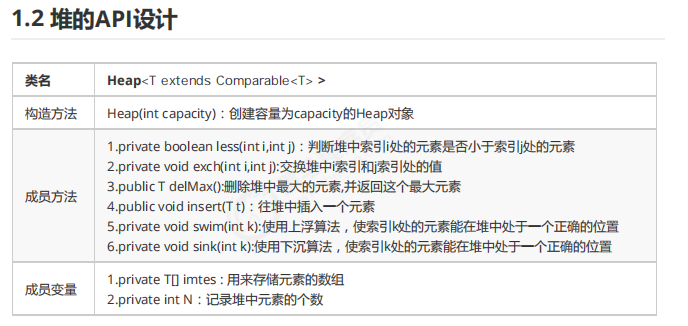 1.2 堆的API设计
类名 Heap<T extends Comparable<T> >
构造方法 Heap(int capacity)：创建容量为capacity的Heap对象
成员方法
1.private boolean less(int i,int j)：判断堆中索引i处的元素是否小于索引j处的元素
2.private void exch(int i,int j):交换堆中i索引和j索引处的值
3.public T delMax():删除堆中最大的元素,并返回这个最大元素
4.public void insert(T t)：往堆中插入一个元素
5.private void swim(int k):使用上浮算法，使索引k处的元素能在堆中处于一个正确的位置
6.private void sink(int k):使用下沉算法，使索引k处的元素能在堆中处于一个正确的位置
成员变量
1.private T[] imtes : 用来存储元素的数组
2.private int N：记录堆中元素的个数